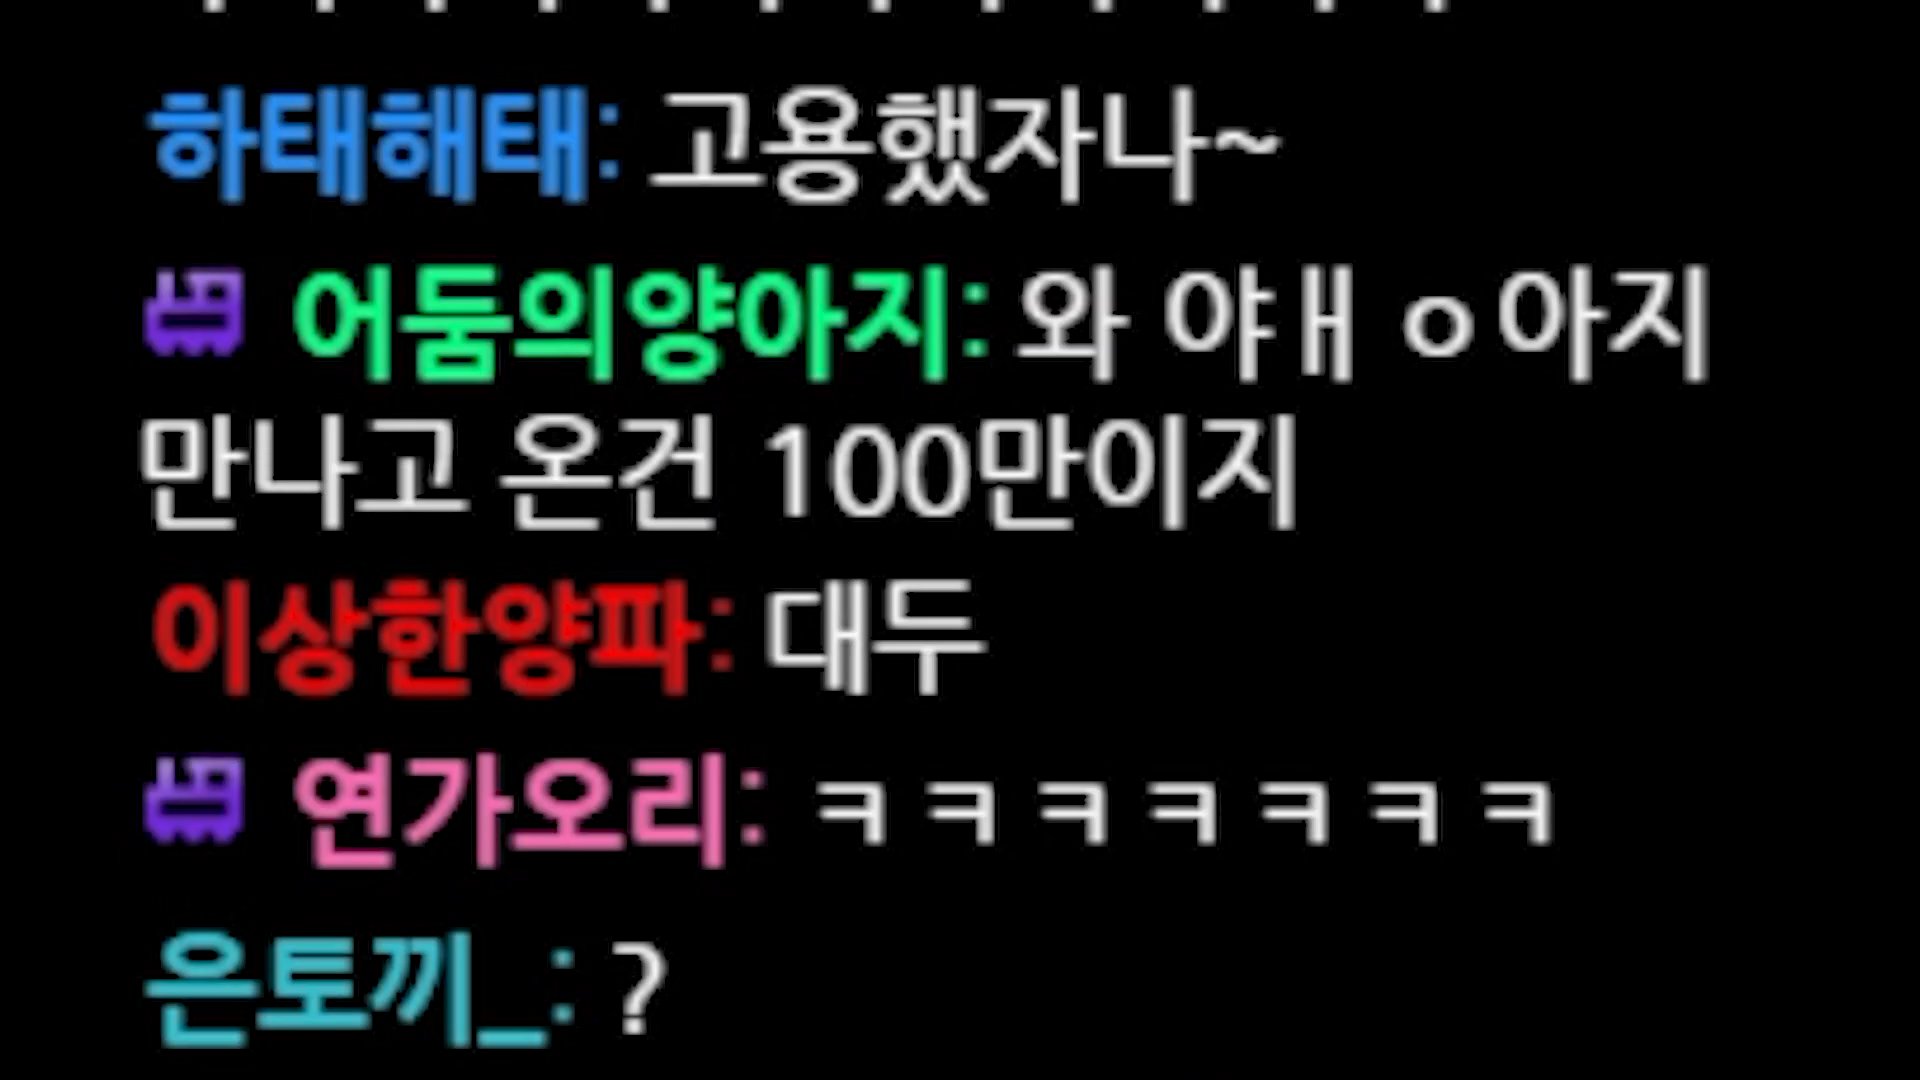 하태해태: 고용했자나~
어둠의양아지: 와 야ㅐ ㅇ아지
만나고 온건 100만이지
이상한양파: 대두
연가오리: ㅋㅋㅋㅋㅋㅋㅋ
은토끼_: ?